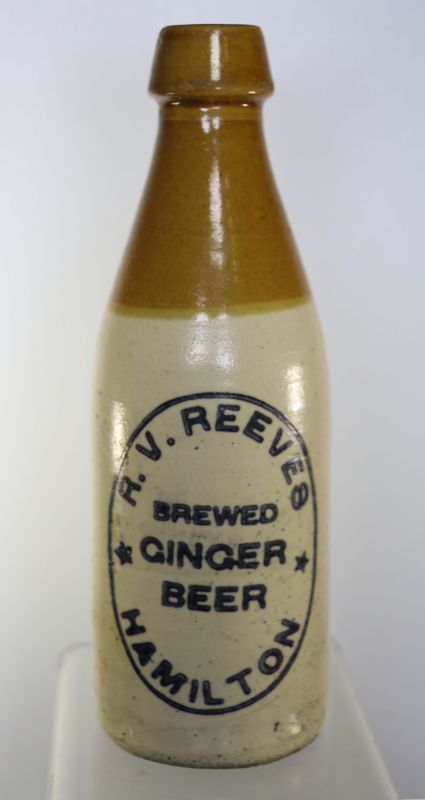 R. V. REEVES
BREWED
GINGER
BEER
HAMILTON